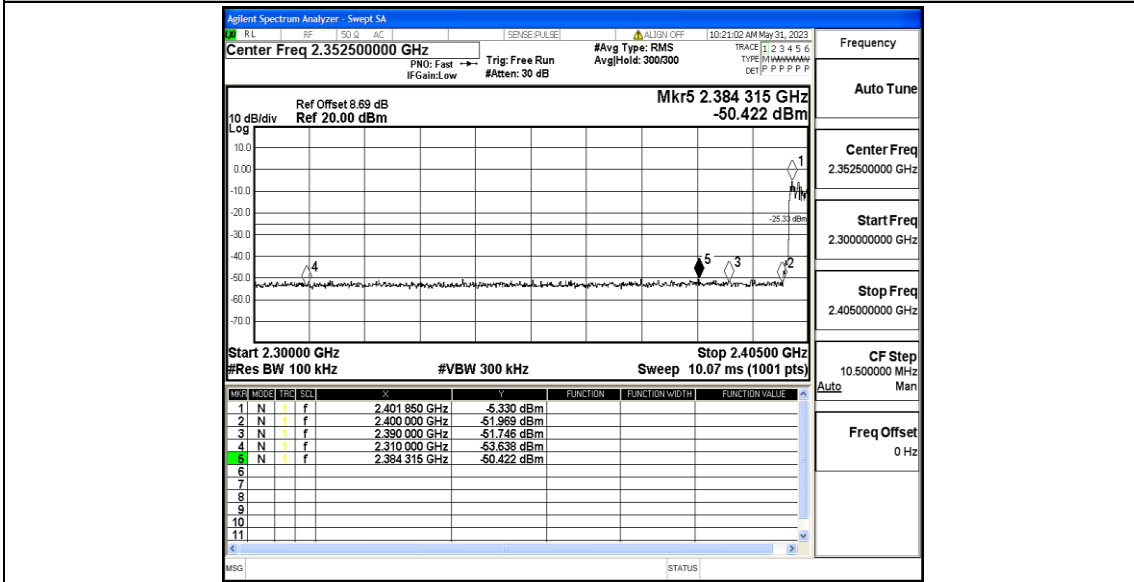 Agilent Spectrum Analyzer - Swept SA
LXI RL RF 50 Ω AC SENSE:PULSE ALIGN OFF 10:21:02 AM May 31, 2023
Center Freq 2.352500000 GHz
PNO: Fast
IFGain:Low
Trig: Free Run
#Atten: 30 dB
#Avg Type: RMS
Avg|Hold: 300/300
TRACE 1 2 3 4 5 6
TYPE M WWWWW
DET P P P P P P
Frequency
Auto Tune
Center Freq
2.352500000 GHz
Start Freq
2.300000000 GHz
Stop Freq
2.405000000 GHz
CF Step
10.500000 MHz
Auto Man
Freq Offset
0 Hz
Mkr5 2.384 315 GHz
-50.422 dBm
Ref Offset 8.69 dB
10 dB/div Ref 20.00 dBm
Log
10.0
0.00
-10.0
-20.0
-30.0
-40.0
-50.0
-60.0
-70.0
1
-25.33 dBm
4 5 3 2
Start 2.30000 GHz Stop 2.40500 GHz
#Res BW 100 kHz #VBW 300 kHz Sweep 10.07 ms (1001 pts)
MKR MODE TRC SCL X Y FUNCTION FUNCTION WIDTH FUNCTION VALUE
1 N 1 f 2.401 850 GHz -5.330 dBm
2 N 1 f 2.400 000 GHz -51.969 dBm
3 N 1 f 2.390 000 GHz -51.746 dBm
4 N 1 f 2.310 000 GHz -53.638 dBm
5 N 1 f 2.384 315 GHz -50.422 dBm
6
7
8
9
10
11
MSG STATUS